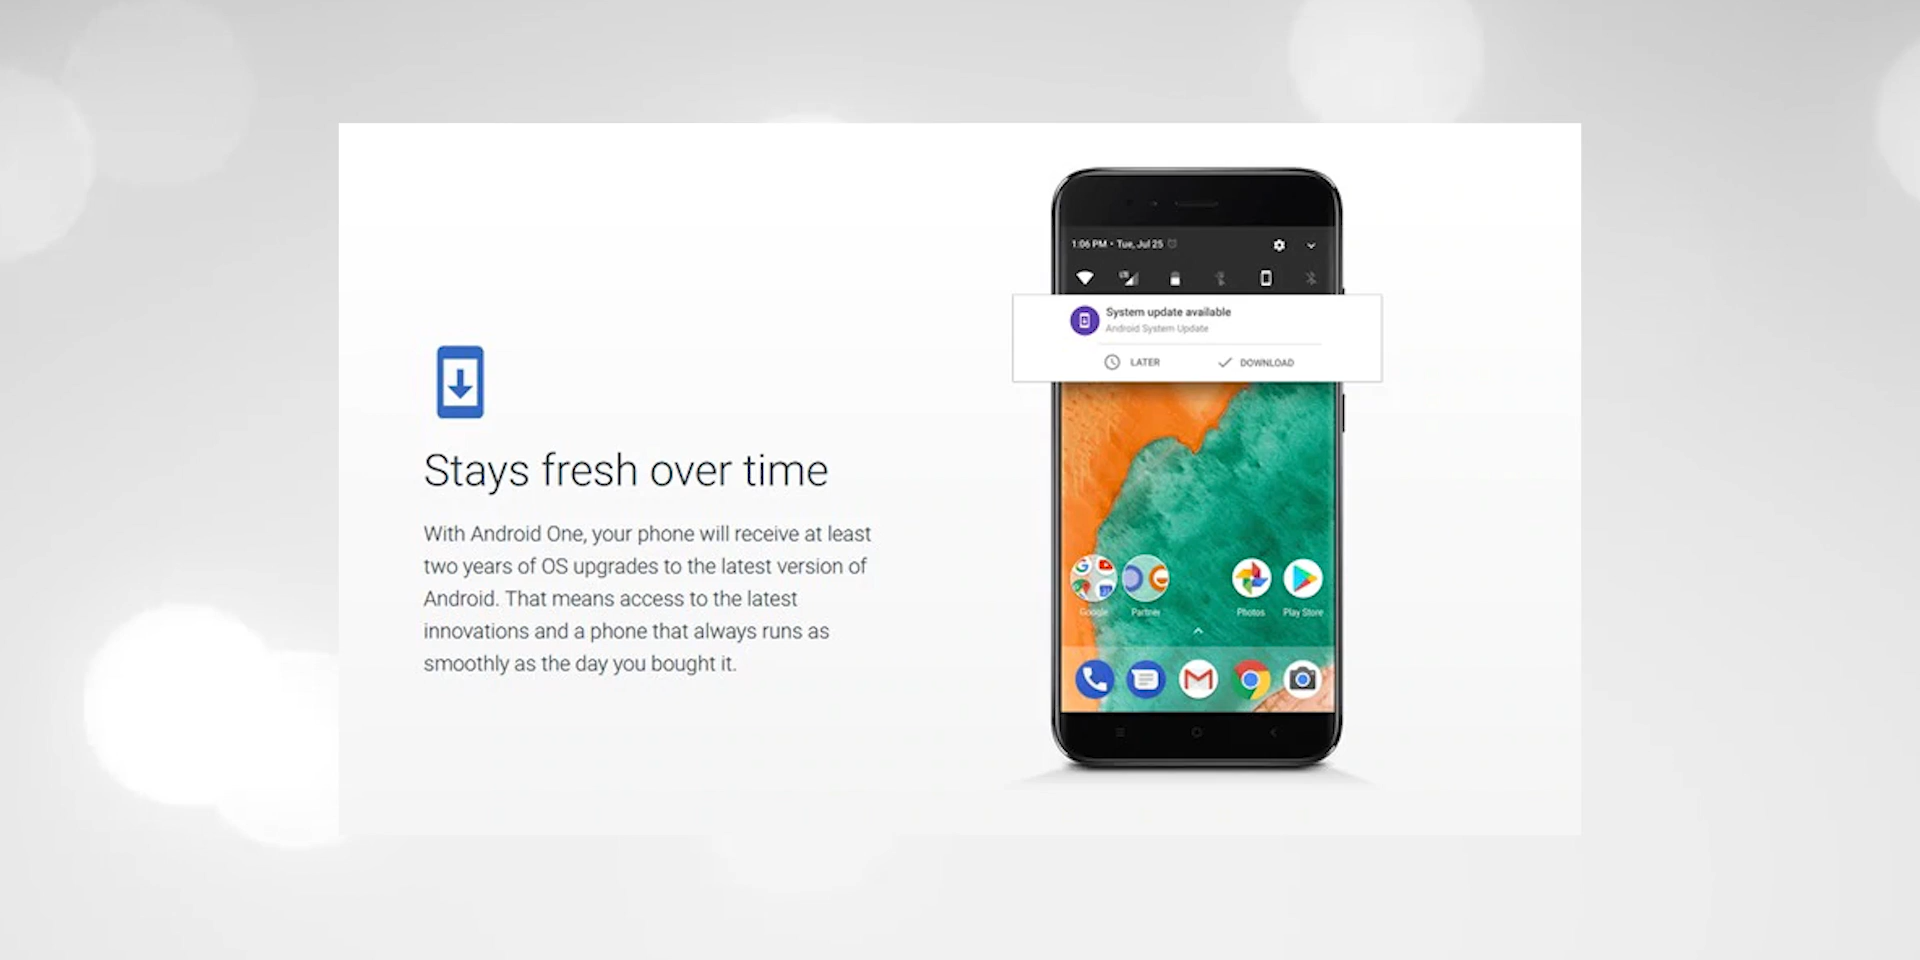 Stays fresh over time
With Android One, your phone will receive at least
two years of OS upgrades to the latest version of
Android. That means access to the latest
innovations and a phone that always runs as
smoothly as the day you bought it.
1:06 PM • Tue, Jul 25
LTE
System update available
Android System Update
LATER DOWNLOAD
Google Partner Photos Play Store